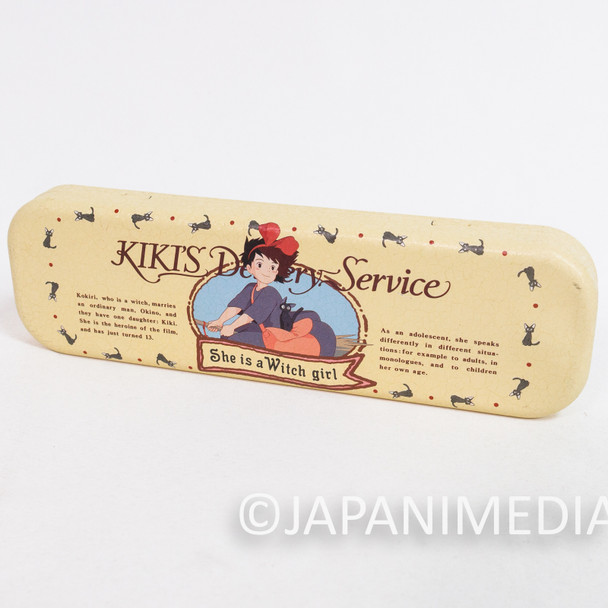 KIKI'S Delivery Service
Kokiri, who is a witch, marries
an ordinary man, Okino, and
they have one daughter; Kiki.
She is the heroine of the film,
and has just turned 13.
As an adolescent, she speaks
differently in different situa-
tions: for example to adults, in
monologues, and to children
her own age.
She is a Witch girl
©JAPANIMEDIA